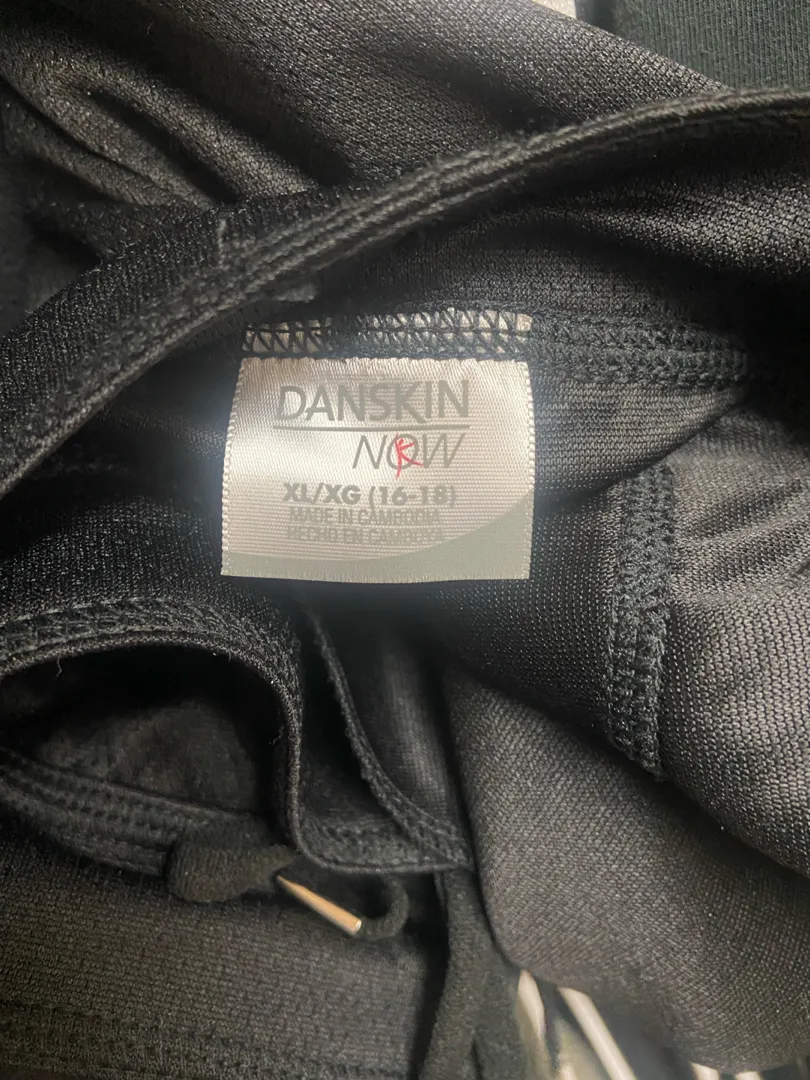 DANSKIN
NOW
K
XL/XG (16-18)
MADE IN CAMBODIA
HECHO EN CAMBOYA